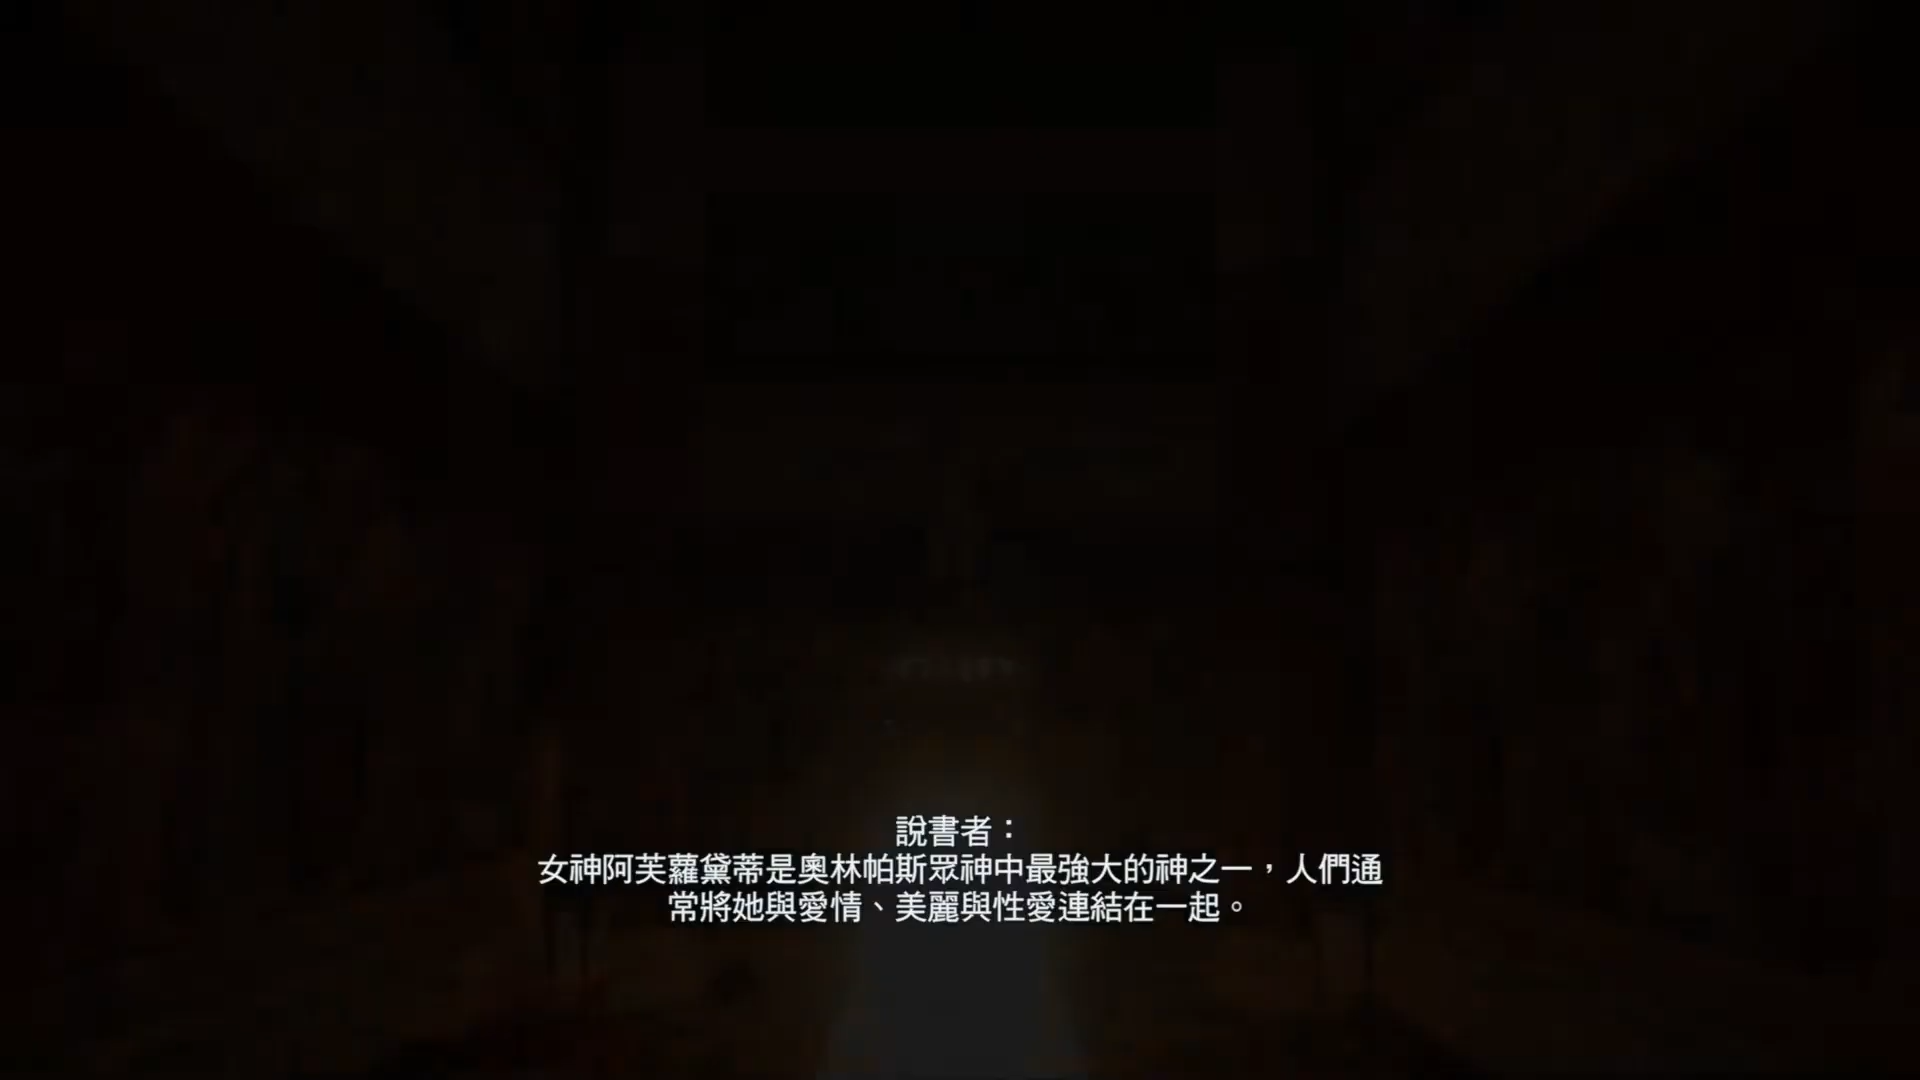 說書者：
女神阿芙蘿黛蒂是奧林帕斯眾神中最強大的神之一，人們通
常將她與愛情、美麗與性愛連結在一起。